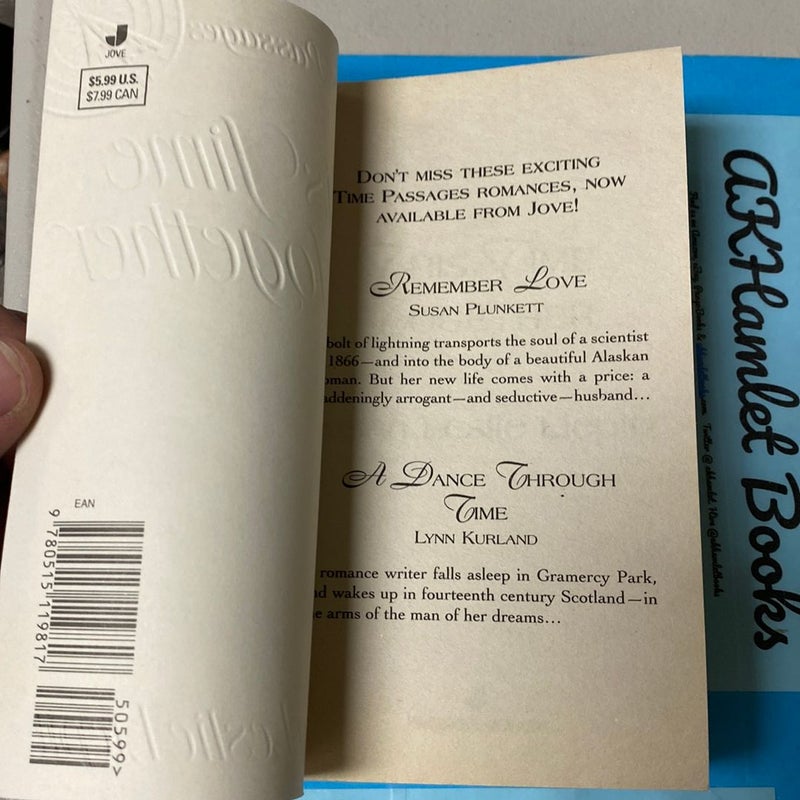 JOVE
$5.99 U.S.
$7.99 CAN
Passages
Time
Together
EAN
9 780515 119817
50599>
Leslie
DON'T MISS THESE EXCITING
TIME PASSAGES ROMANCES, NOW
AVAILABLE FROM JOVE!
REMEMBER LOVE
SUSAN PLUNKETT
bolt of lightning transports the soul of a scientist
1866—and into the body of a beautiful Alaskan
oman. But her new life comes with a price: a
addeningly arrogant—and seductive—husband...
A DANCE THROUGH
TIME
LYNN KURLAND
romance writer falls asleep in Gramercy Park,
d wakes up in fourteenth century Scotland—in
e arms of the man of her dreams...
AKHamlet Books